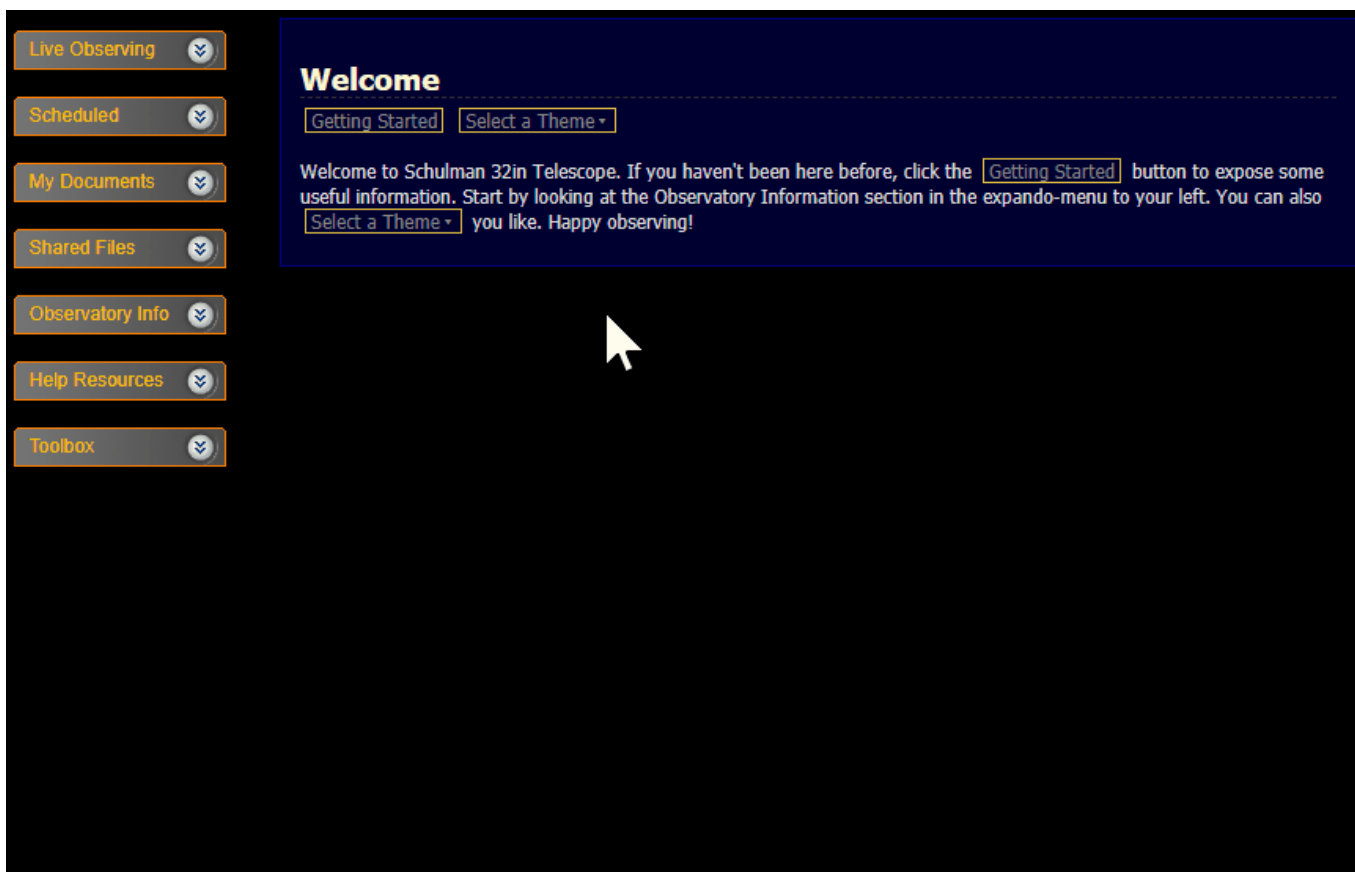 Live Observing
Scheduled
My Documents
Shared Files
Observatory Info
Help Resources
Toolbox
Welcome
Getting Started Select a Theme
Welcome to Schulman 32in Telescope. If you haven't been here before, click the Getting Started button to expose some
useful information. Start by looking at the Observatory Information section in the expando-menu to your left. You can also
Select a Theme you like. Happy observing!